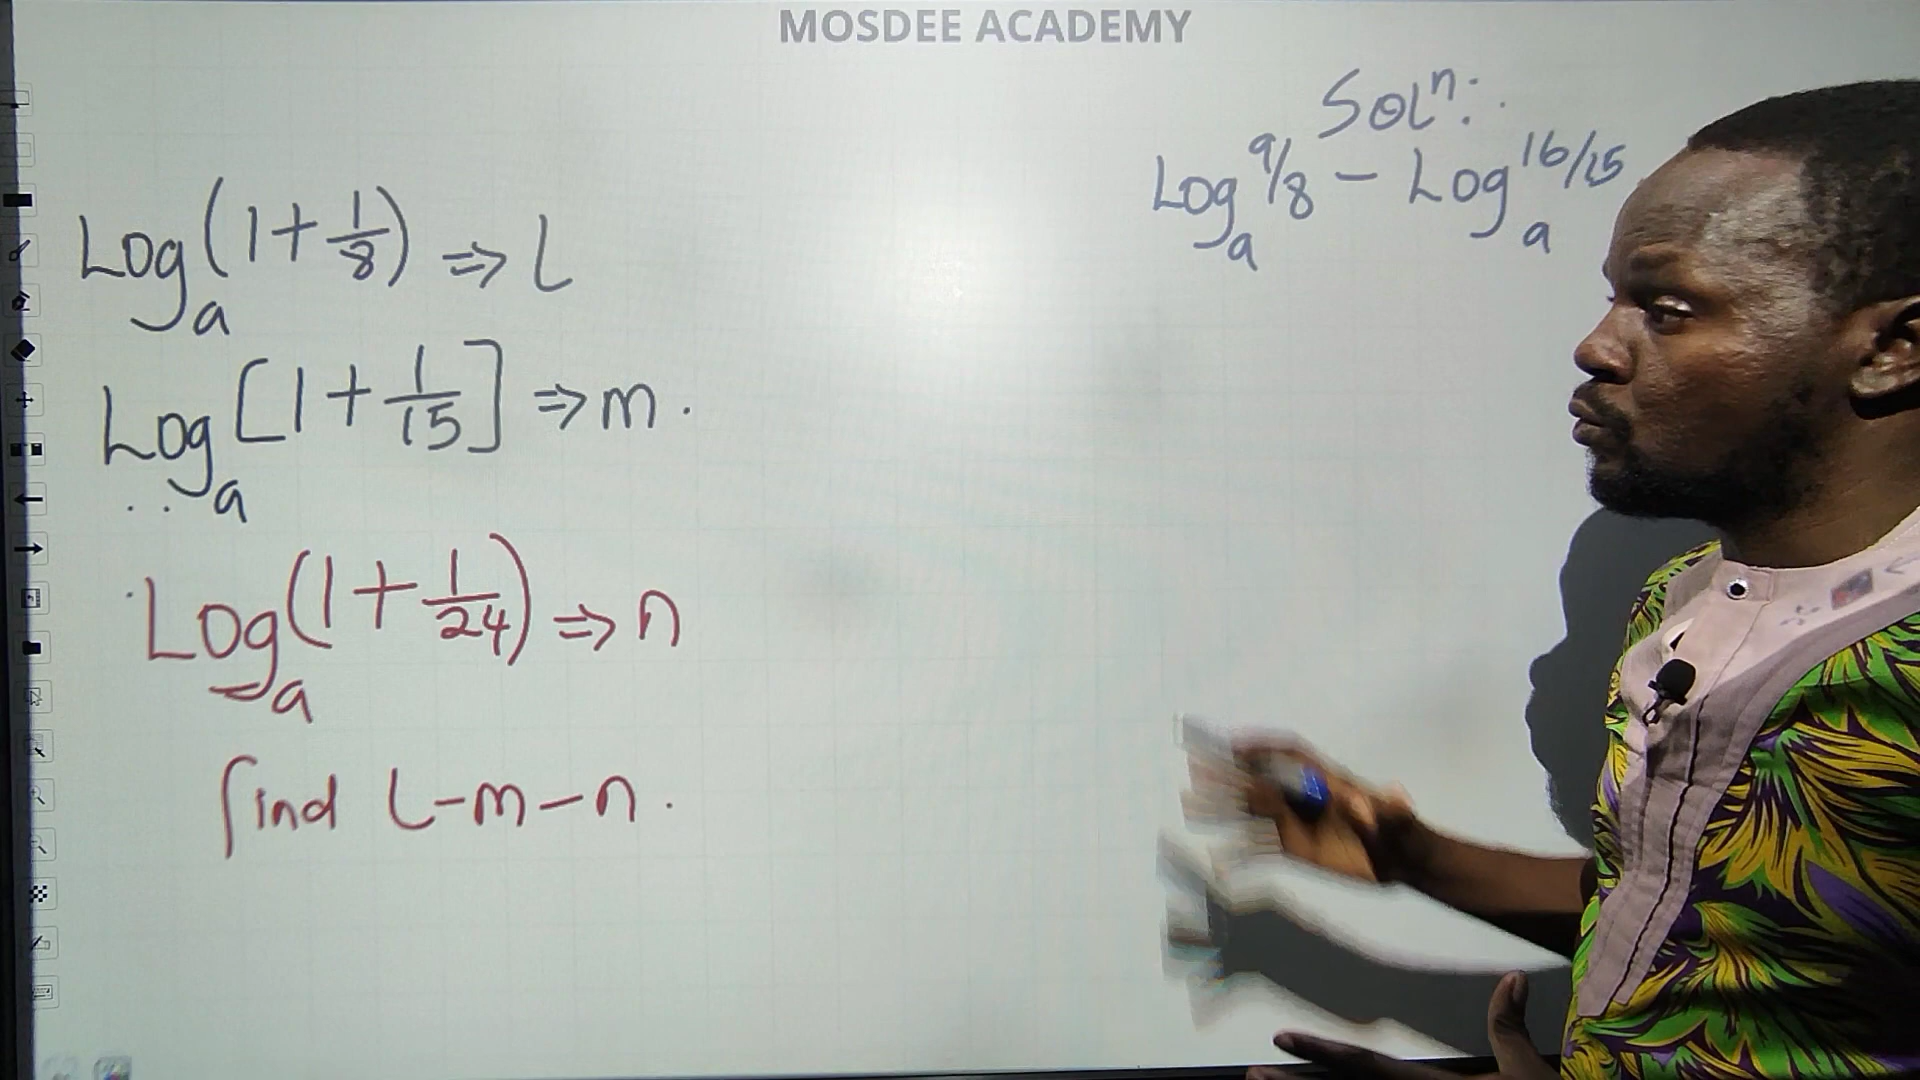 MOSDEE ACADEMY
Log_a(1+1/8) ⇒ L
Log_a[1+1/15] ⇒ m.
Log_a(1+1/24) ⇒ n
find L-m-n.
Solⁿ:
Log_a 9/8 - Log_a 16/15